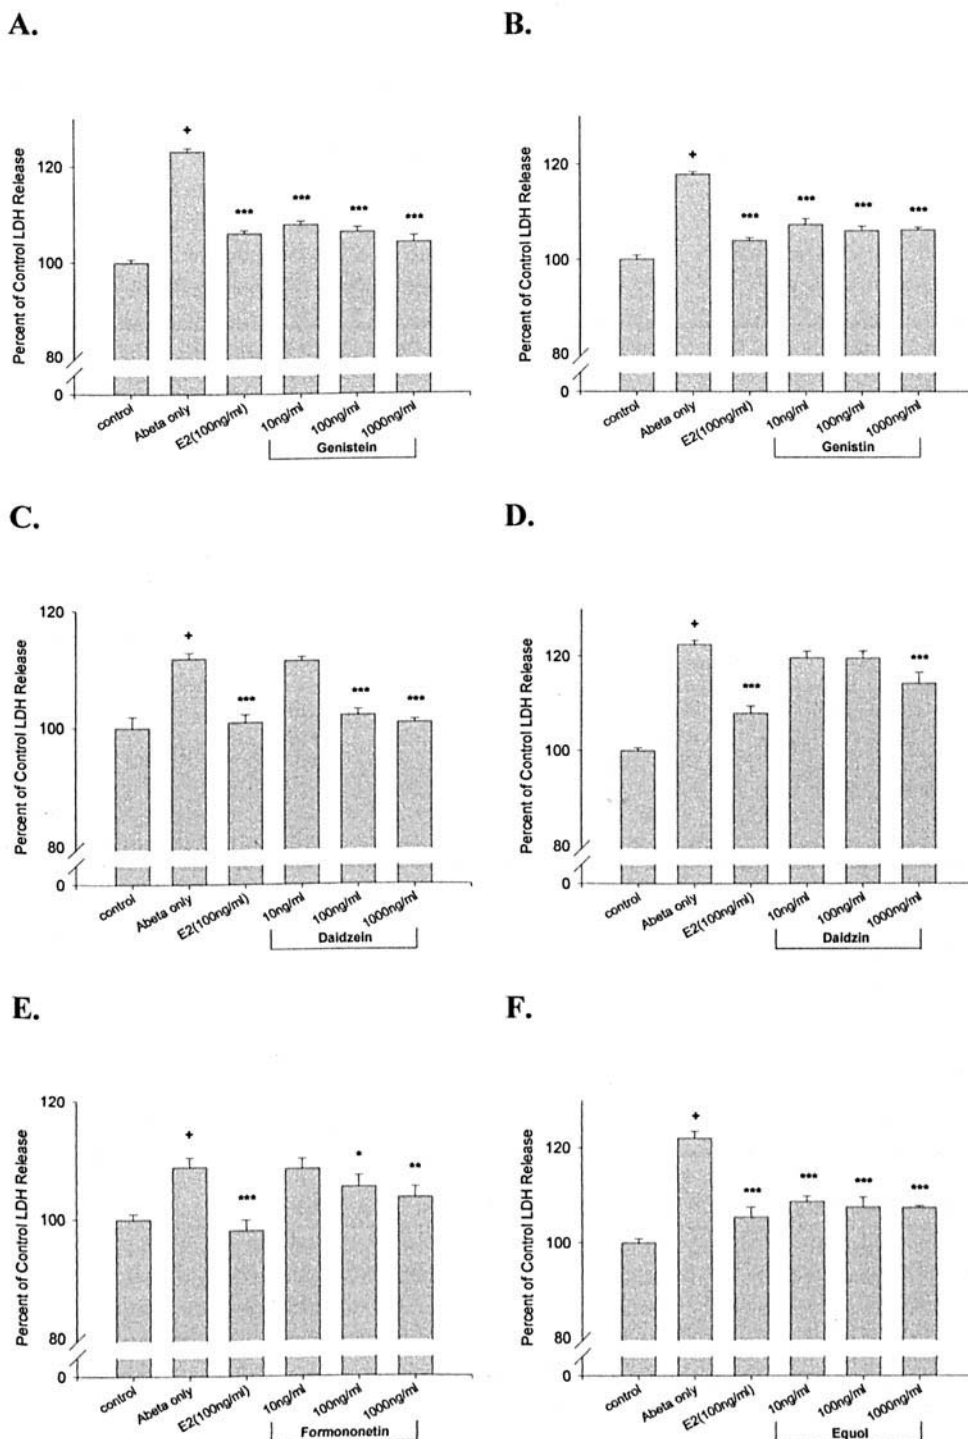 A.
Percent of Control LDH Release
120
100
80
0
+
***
***
***
***
control
Abeta only
E2(100ng/ml)
10ng/ml
100ng/ml
1000ng/ml
Genistein
B.
Percent of Control LDH Release
120
100
80
0
+
***
***
***
***
control
Abeta only
E2(100ng/ml)
10ng/ml
100ng/ml
1000ng/ml
Genistin
C.
Percent of Control LDH Release
120
100
80
0
+
***
***
***
control
Abeta only
E2(100ng/ml)
10ng/ml
100ng/ml
1000ng/ml
Daidzein
D.
Percent of Control LDH Release
120
100
80
0
+
***
***
control
Abeta only
E2(100ng/ml)
10ng/ml
100ng/ml
1000ng/ml
Daidzin
E.
Percent of Control LDH Release
120
100
80
0
+
***
*
**
control
Abeta only
E2(100ng/ml)
10ng/ml
100ng/ml
1000ng/ml
Formononetin
F.
Percent of Control LDH Release
120
100
80
0
+
***
***
***
***
control
Abeta only
E2(100ng/ml)
10ng/ml
100ng/ml
1000ng/ml
Equol